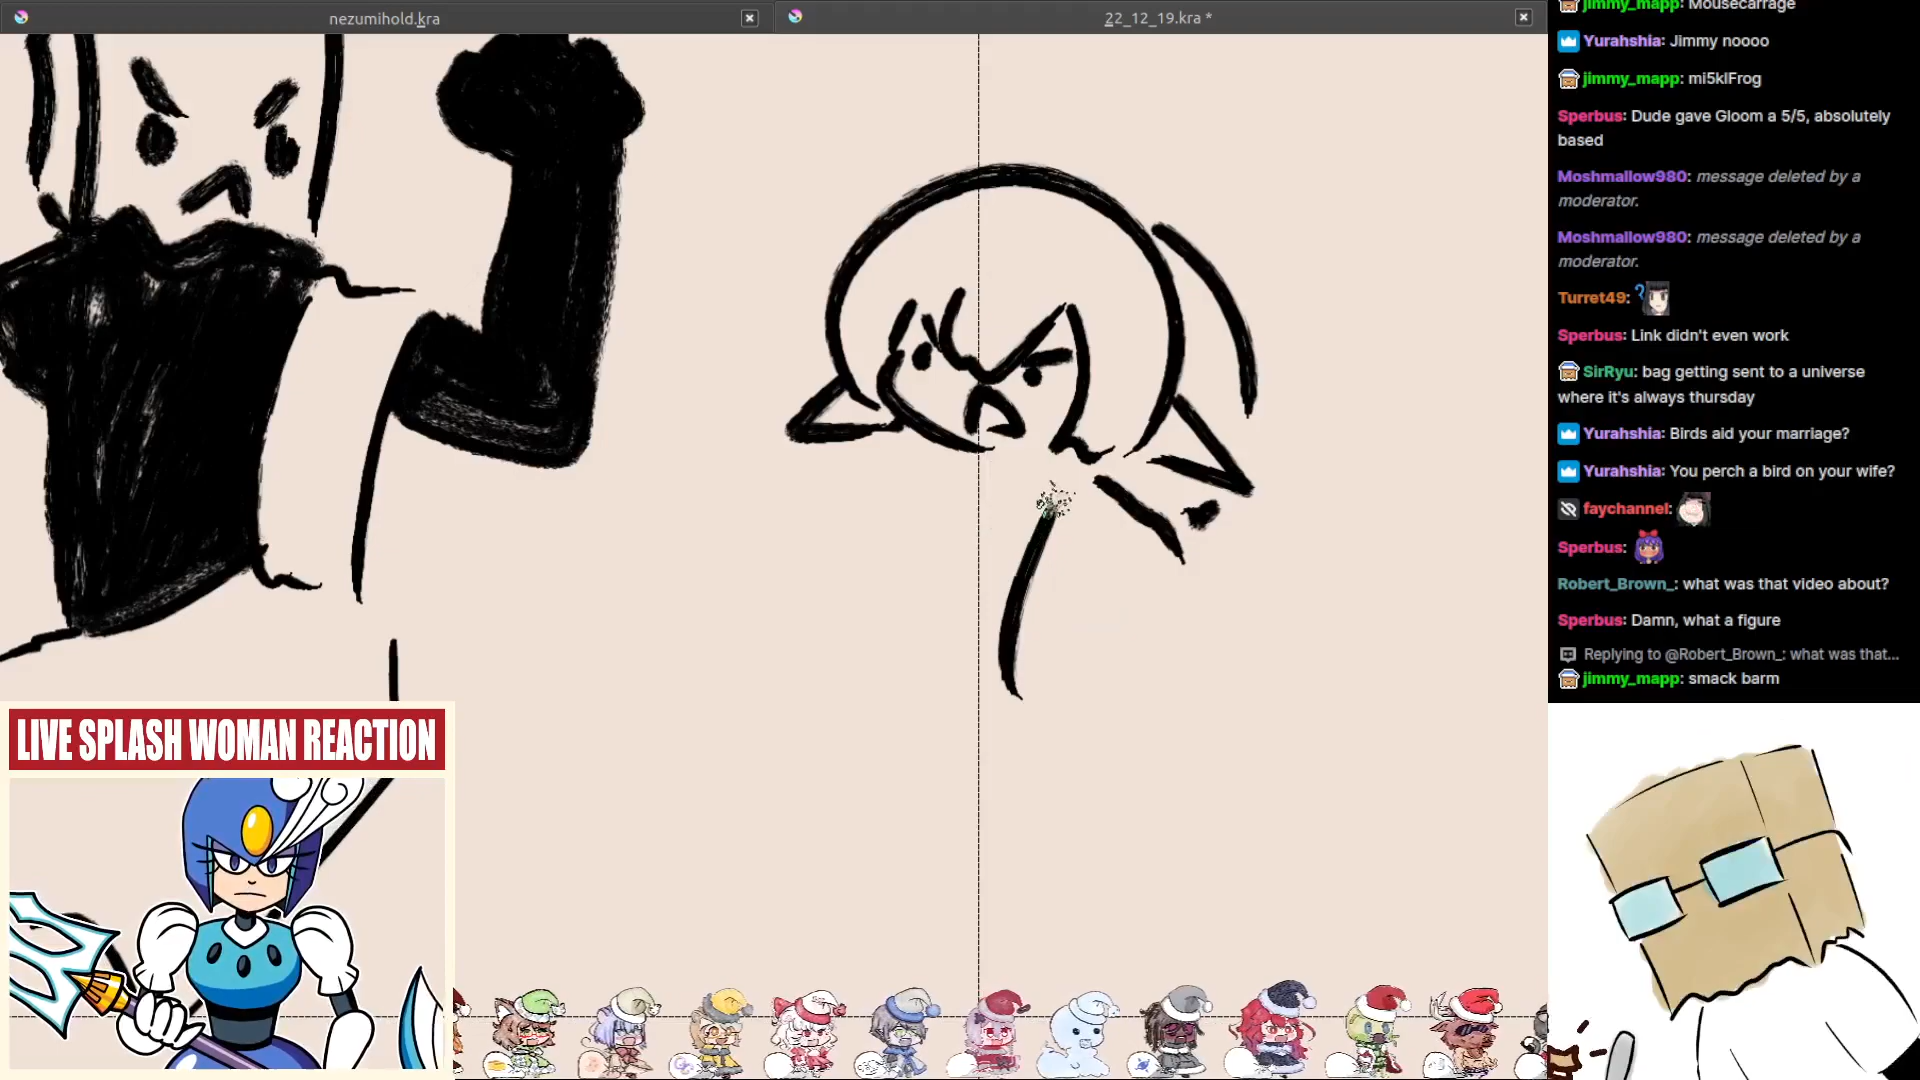 nezumihold.kra
22_12_19.kra *
jimmy_mapp: Mousecarrage
Yurahshia: Jimmy noooo
jimmy_mapp: mi5klFrog
Sperbus: Dude gave Gloom a 5/5, absolutely
based
Moshmallow980: message deleted by a
moderator.
Moshmallow980: message deleted by a
moderator.
Turret49:
Sperbus: Link didn't even work
SirRyu: bag getting sent to a universe
where it's always thursday
Yurahshia: Birds aid your marriage?
Yurahshia: You perch a bird on your wife?
faychannel:
Sperbus:
Robert_Brown_: what was that video about?
Sperbus: Damn, what a figure
Replying to @Robert_Brown_: what was that...
jimmy_mapp: smack barm
LIVE SPLASH WOMAN REACTION